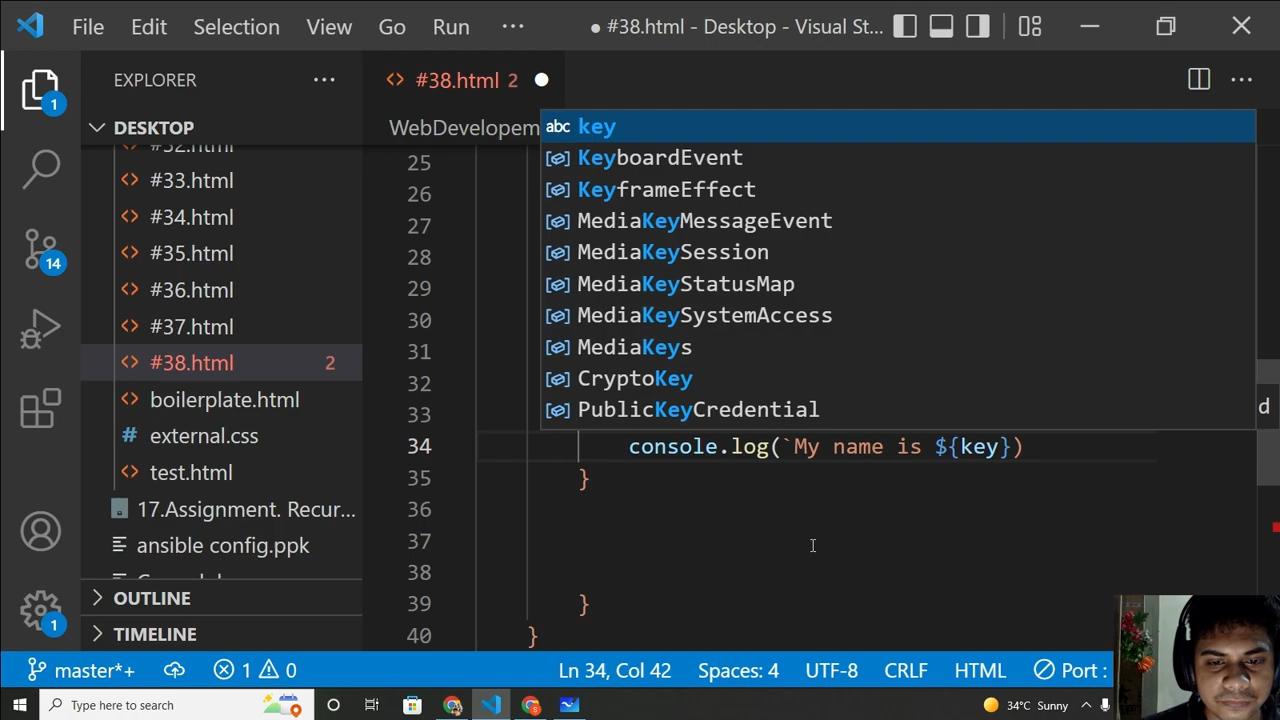 File Edit Selection View Go Run ··· ● #38.html - Desktop - Visual St...
EXPLORER ···
#38.html 2
DESKTOP
WebDevelopem
#33.html
#34.html
#35.html
#36.html
#37.html
#38.html 2
boilerplate.html
external.css
test.html
17.Assignment. Recur...
ansible config.ppk
OUTLINE
TIMELINE
1
14
1
key
KeyboardEvent
KeyframeEffect
MediaKeyMessageEvent
MediaKeySession
MediaKeyStatusMap
MediaKeySystemAccess
MediaKeys
CryptoKey
PublicKeyCredential
d
25
26
27
28
29
30
31
32
33
34 console.log(`My name is ${key})
35 }
36
37
38
39 }
40 }
master*+ 1 0 Ln 34, Col 42 Spaces: 4 UTF-8 CRLF HTML Port :
Type here to search 34°C Sunny